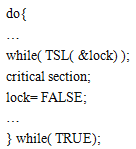 do{
…
while( TSL( &lock) );
critical section;
lock= FALSE;
…
} while( TRUE);